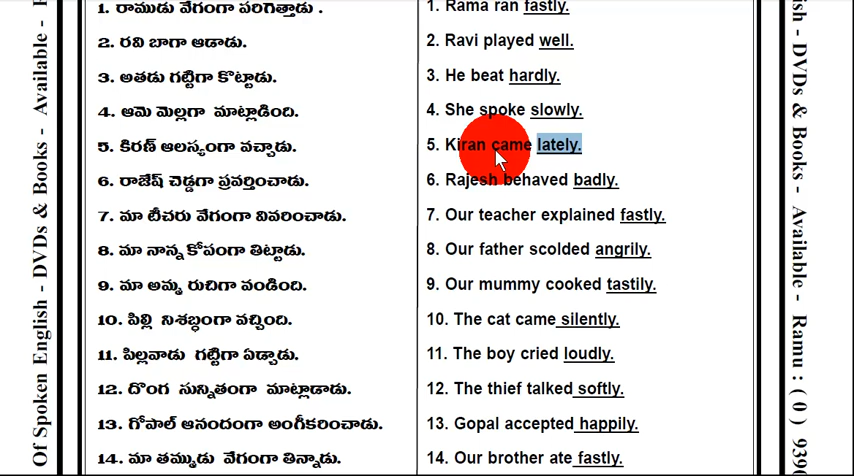 Of Spoken English - DVDs & Books - Available -
1. రాముడు వేగంగా పరిగెత్తాడు .
2. రవి బాగా ఆడాడు.
3. అతడు గట్టిగా కొట్టాడు.
4. ఆమె మెల్లగా మాట్లాడింది.
5. కిరణ్ ఆలస్యంగా వచ్చాడు.
6. రాజేష్ చెడ్డగా ప్రవర్తించాడు.
7. మా టీచరు వేగంగా వివరించాడు.
8. మా నాన్న కోపంగా తిట్టాడు.
9. మా అమ్మ రుచిగా వండింది.
10. పిల్లి నిశబ్ధంగా వచ్చింది.
11. పిల్లవాడు గట్టిగా ఏడ్చాడు.
12. దొంగ సున్నితంగా మాట్లాడాడు.
13. గోపాల్ ఆనందంగా అంగీకరించాడు.
14. మా తమ్ముడు వేగంగా తిన్నాడు.
1. Rama ran fastly.
2. Ravi played well.
3. He beat hardly.
4. She spoke slowly.
5. Kiran came lately.
6. Rajesh behaved badly.
7. Our teacher explained fastly.
8. Our father scolded angrily.
9. Our mummy cooked tastily.
10. The cat came silently.
11. The boy cried loudly.
12. The thief talked softly.
13. Gopal accepted happily.
14. Our brother ate fastly.
- DVDs & Books - Available - Ramu : ( 0 )